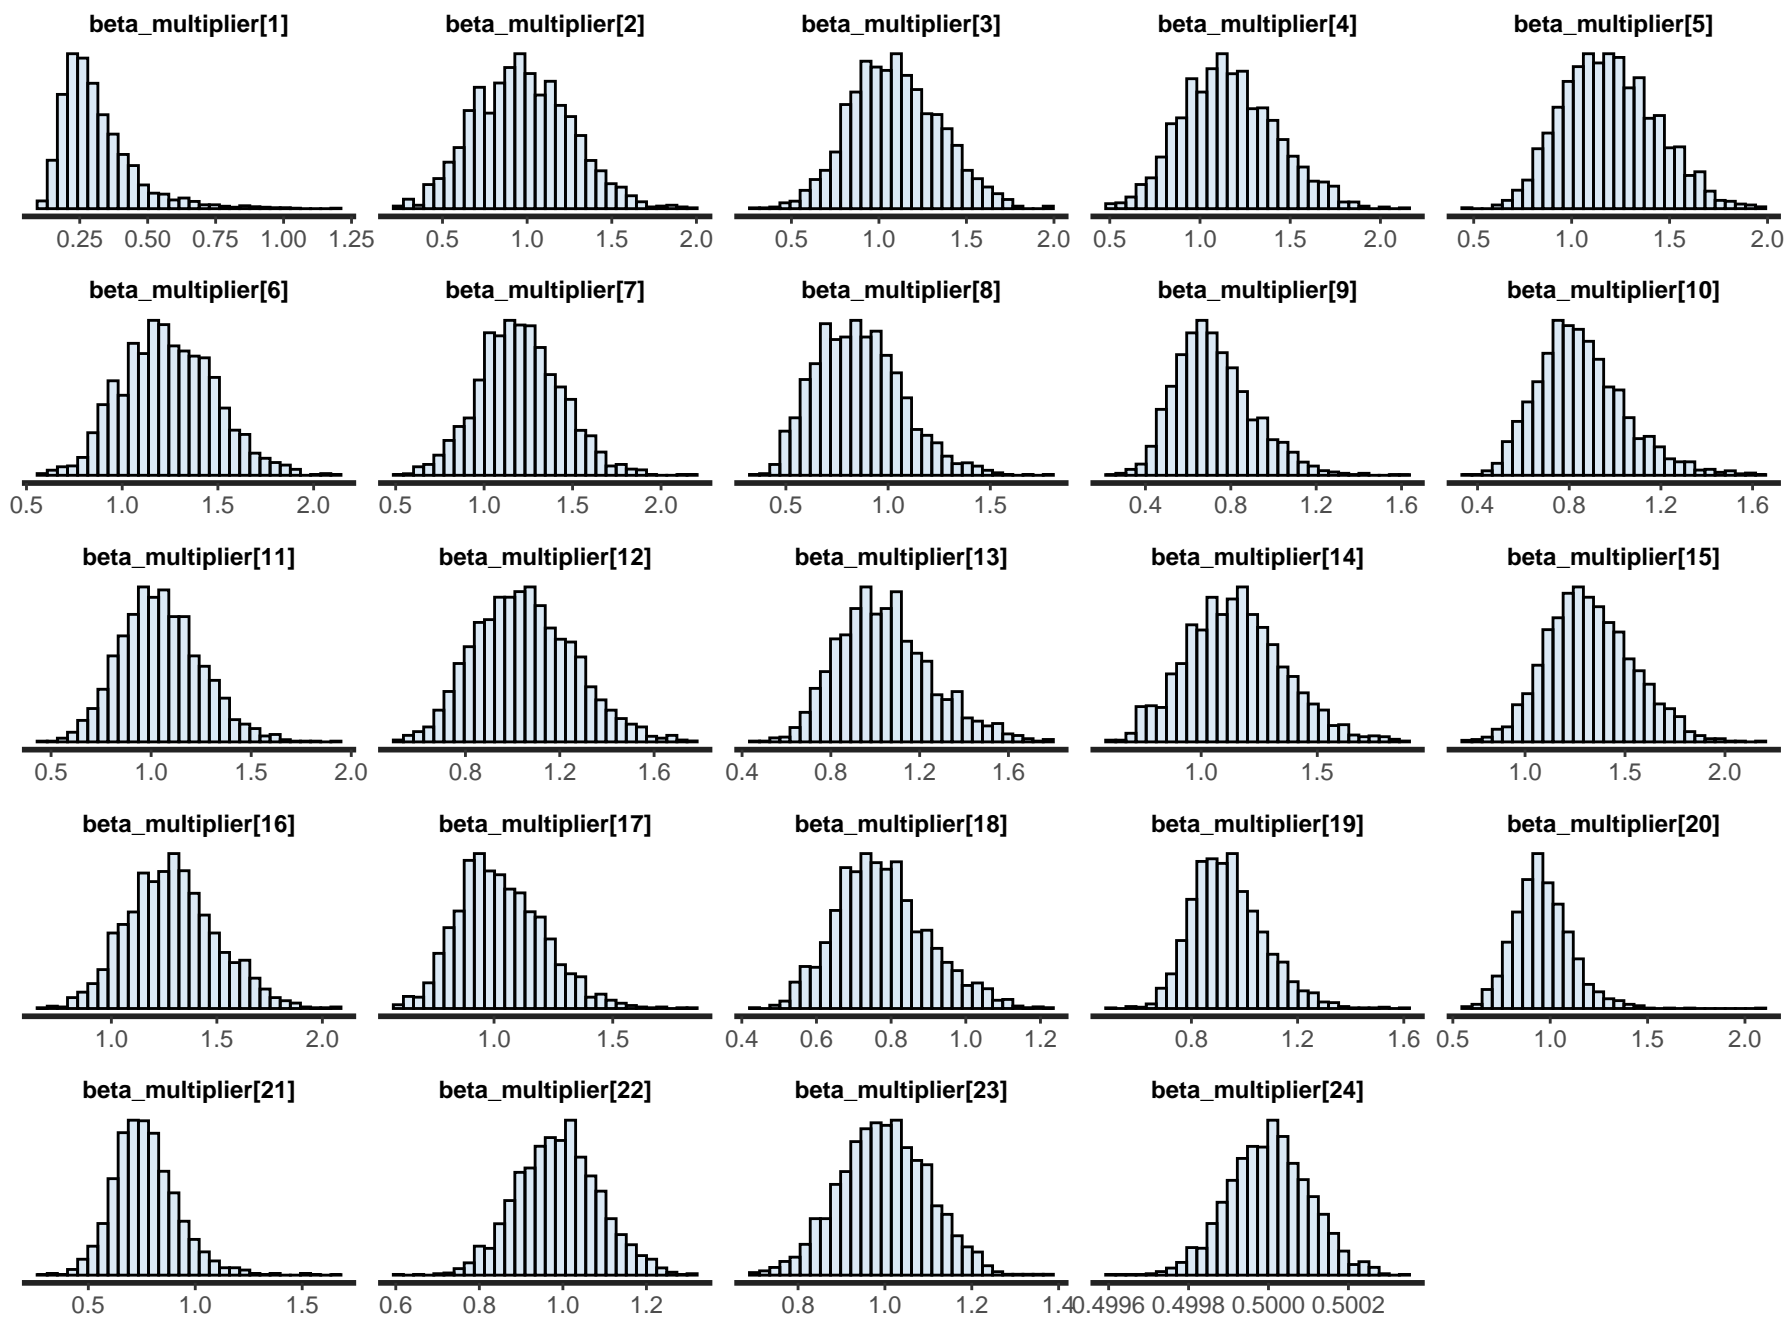 beta_multiplier[1] beta_multiplier[2] beta_multiplier[3] beta_multiplier[4] beta_multiplier[5]
0.25 0.50 0.75 1.00 1.25 0.5 1.0 1.5 2.0 0.5 1.0 1.5 2.0 0.5 1.0 1.5 2.0 0.5 1.0 1.5 2.0
beta_multiplier[6] beta_multiplier[7] beta_multiplier[8] beta_multiplier[9] beta_multiplier[10]
0.5 1.0 1.5 2.0 0.5 1.0 1.5 2.0 0.5 1.0 1.5 0.4 0.8 1.2 1.6 0.4 0.8 1.2 1.6
beta_multiplier[11] beta_multiplier[12] beta_multiplier[13] beta_multiplier[14] beta_multiplier[15]
0.5 1.0 1.5 2.0 0.8 1.2 1.6 0.4 0.8 1.2 1.6 1.0 1.5 1.0 1.5 2.0
beta_multiplier[16] beta_multiplier[17] beta_multiplier[18] beta_multiplier[19] beta_multiplier[20]
1.0 1.5 2.0 1.0 1.5 0.4 0.6 0.8 1.0 1.2 0.8 1.2 1.6 0.5 1.0 1.5 2.0
beta_multiplier[21] beta_multiplier[22] beta_multiplier[23] beta_multiplier[24]
0.5 1.0 1.5 0.6 0.8 1.0 1.2 0.8 1.0 1.2 1.4 0.4996 0.4998 0.5000 0.5002